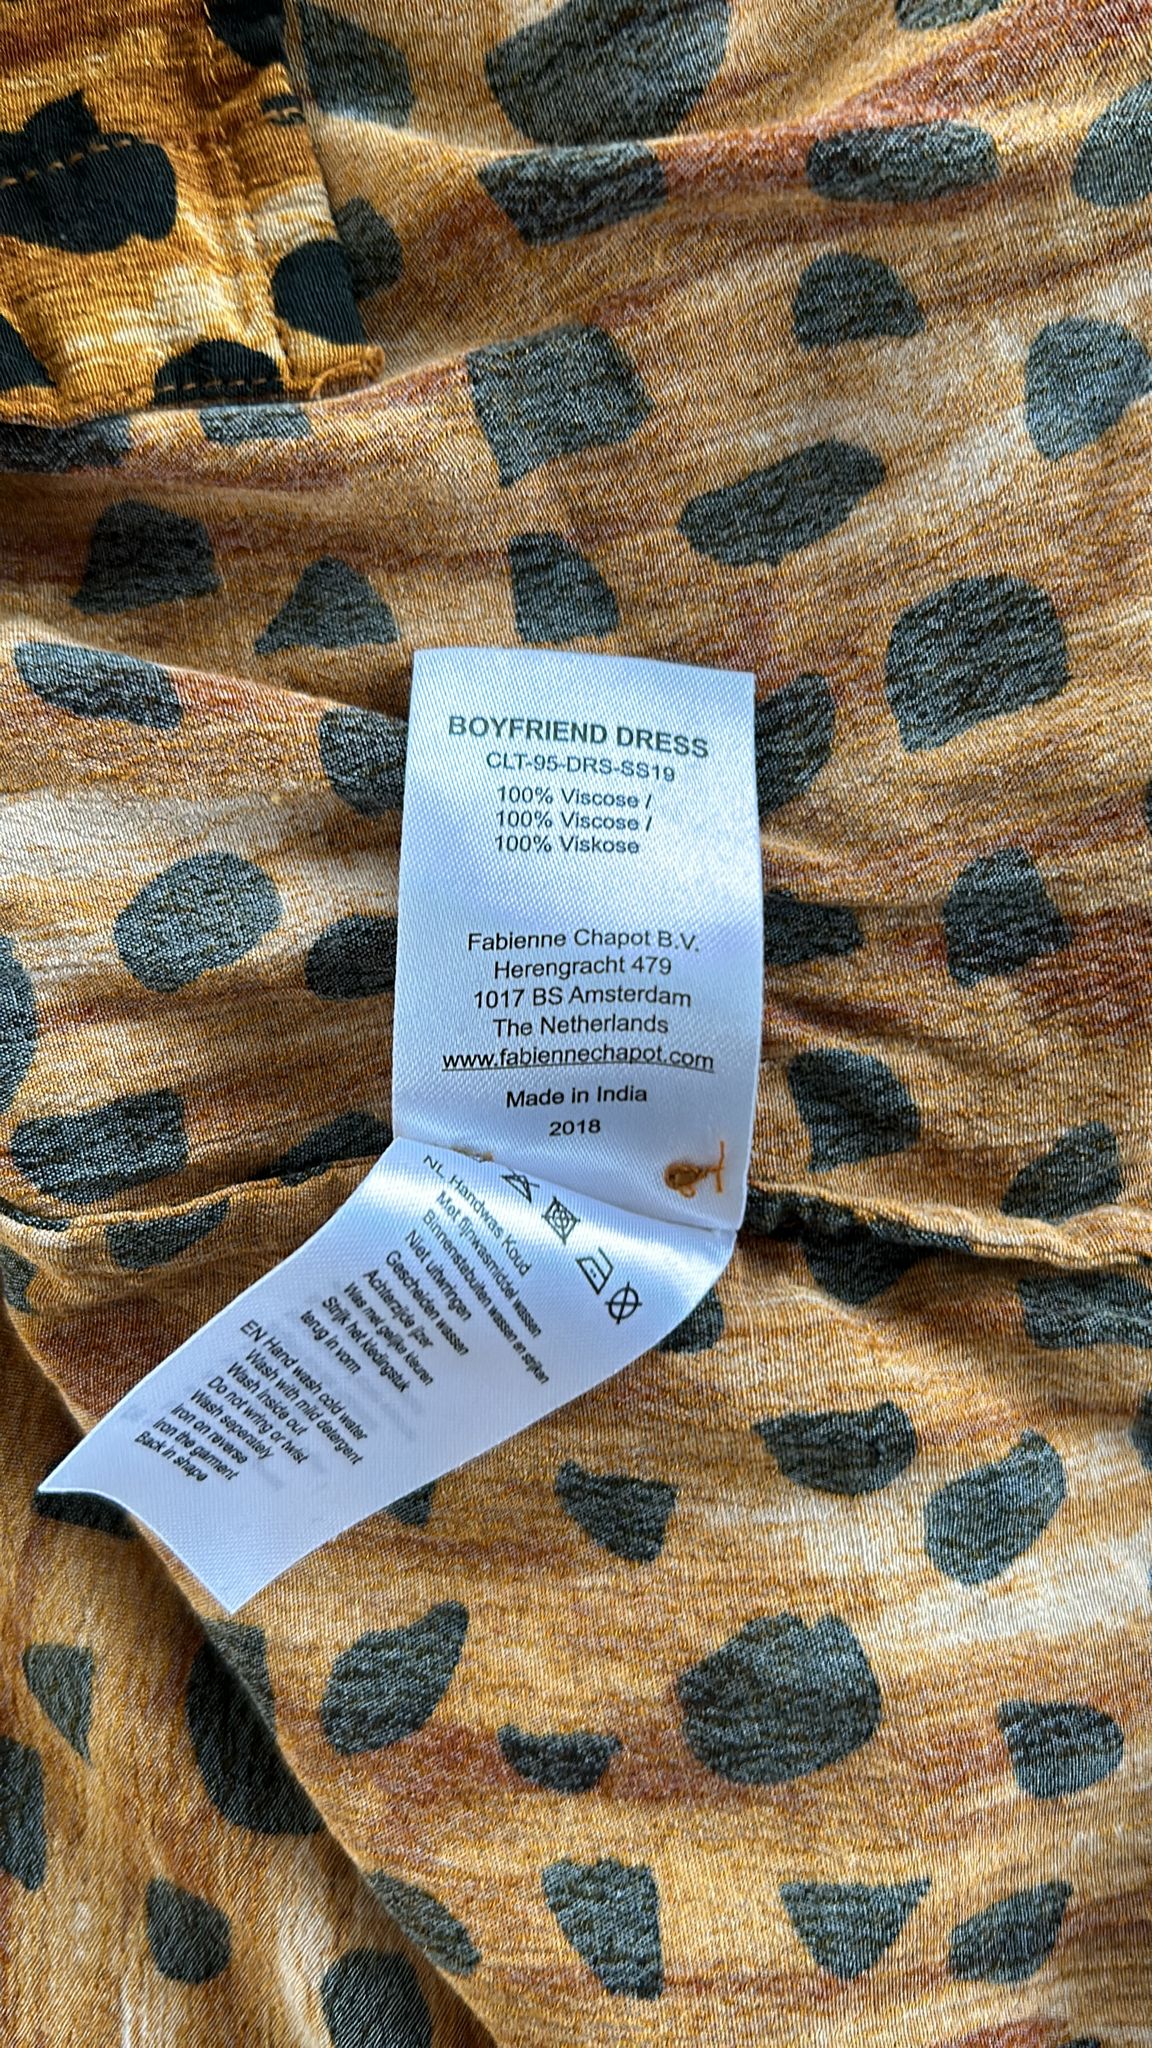 BOYFRIEND DRESS
CLT-95-DRS-SS19
100% Viscose /
100% Viscose /
100% Viskose
Fabienne Chapot B.V.
Herengracht 479
1017 BS Amsterdam
The Netherlands
www.fabiennechapot.com
Made in India
2018
NL Handwas Koud
Met fijnwasmiddel wassen
Binnenstebuiten wassen en strijken
Niet uitwringen
Gescheiden wassen
Achterzijde ijzer
Was met gelijke kleuren
Strijk het kledingstuk
terug in vorm
EN Hand wash cold water
Wash with mild detergent
Wash inside out
Do not wring or twist
Wash seperately
Iron on reverse
Iron the garment
Back in shape